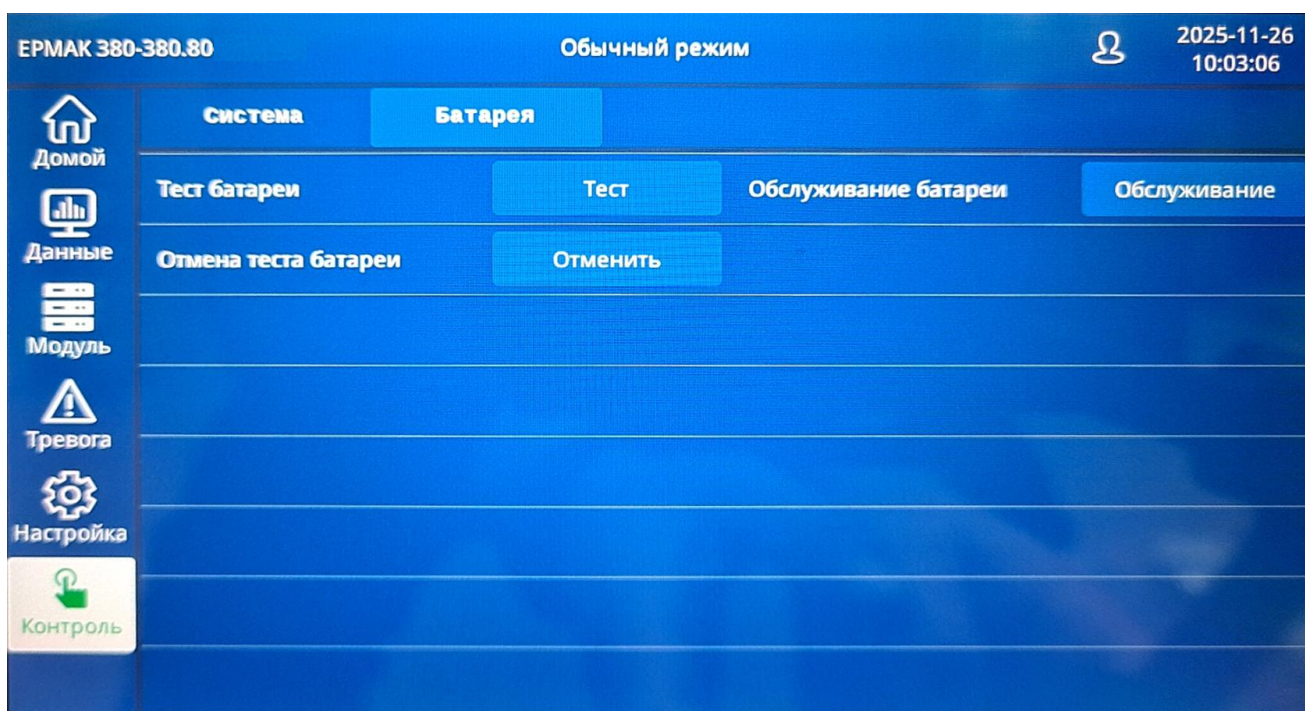 ЕРМАК 380-380.80
Обычный режим
2025-11-26
10:03:06
Домой
Данные
Модуль
Тревога
Настройка
Контроль
Система
Батарея
Тест батареи
Тест
Обслуживание батареи
Обслуживание
Отмена теста батареи
Отменить